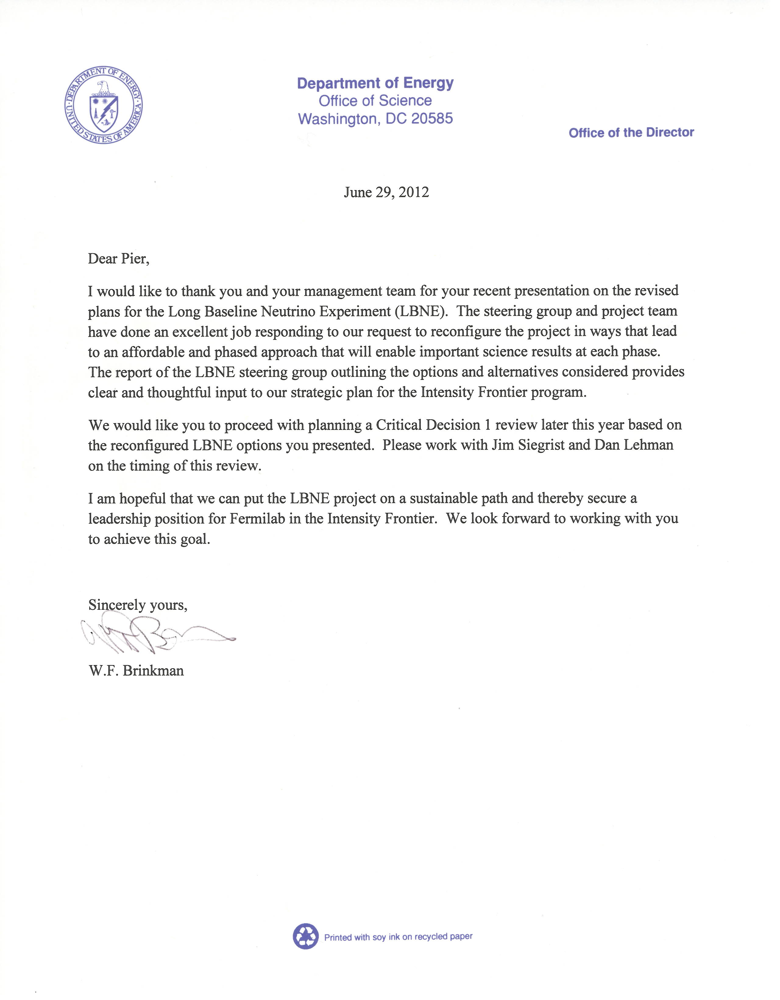 UNITED STATES OF AMERICA · DEPARTMENT OF ENERGY ·
Department of Energy
Office of Science
Washington, DC 20585
Office of the Director
June 29, 2012
Dear Pier,
I would like to thank you and your management team for your recent presentation on the revised
plans for the Long Baseline Neutrino Experiment (LBNE). The steering group and project team
have done an excellent job responding to our request to reconfigure the project in ways that lead
to an affordable and phased approach that will enable important science results at each phase.
The report of the LBNE steering group outlining the options and alternatives considered provides
clear and thoughtful input to our strategic plan for the Intensity Frontier program.
We would like you to proceed with planning a Critical Decision 1 review later this year based on
the reconfigured LBNE options you presented. Please work with Jim Siegrist and Dan Lehman
on the timing of this review.
I am hopeful that we can put the LBNE project on a sustainable path and thereby secure a
leadership position for Fermilab in the Intensity Frontier. We look forward to working with you
to achieve this goal.
Sincerely yours,
W.F. Brinkman
Printed with soy ink on recycled paper